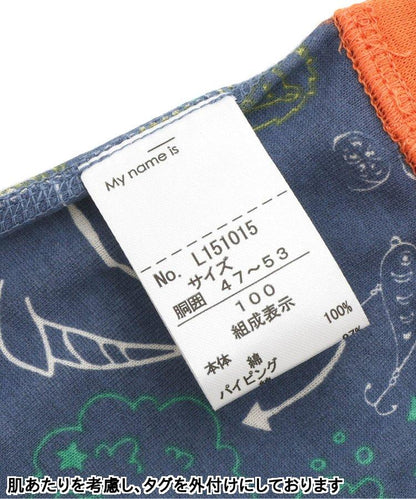 My name is
No. L151015
サイズ
胴囲 47～53
100
組成表示
本体 綿 100%
パイピング
肌あたりを考慮し、タグを外付けにしております